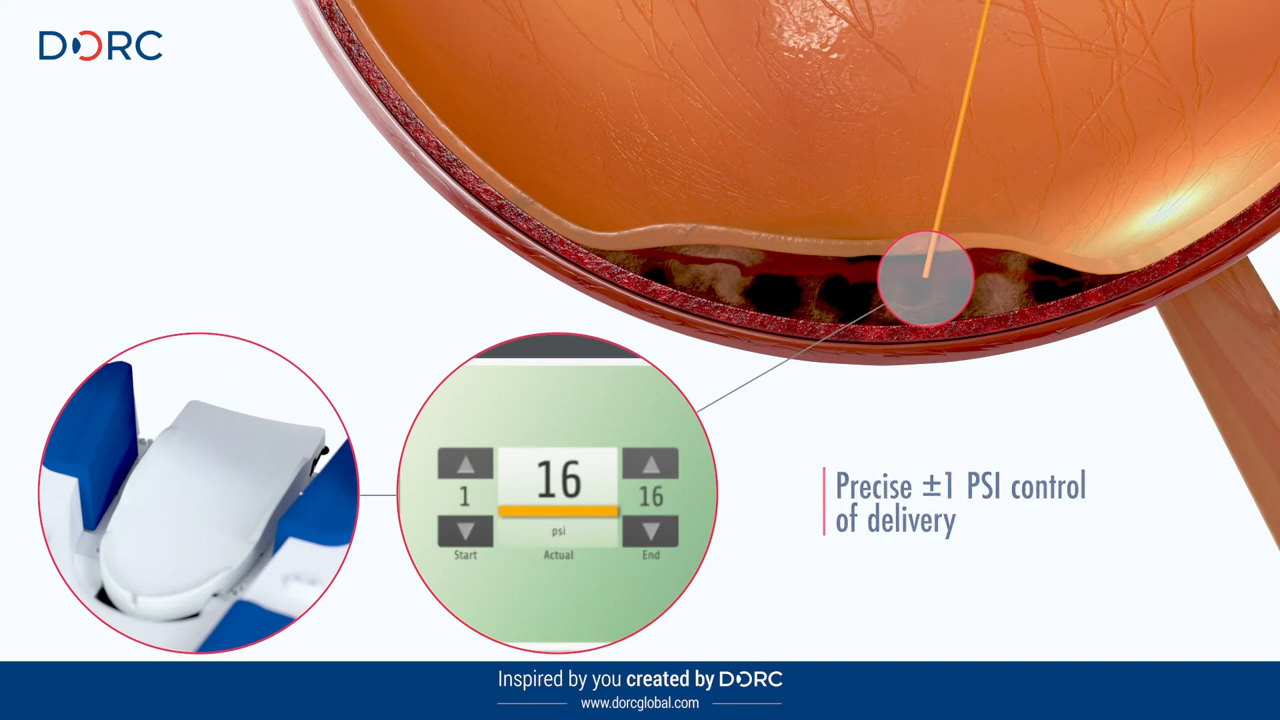 DORC
1
16
16
psi
Start
Actual
End
Precise ±1 PSI control
of delivery
Inspired by you created by DORC
www.dorcglobal.com